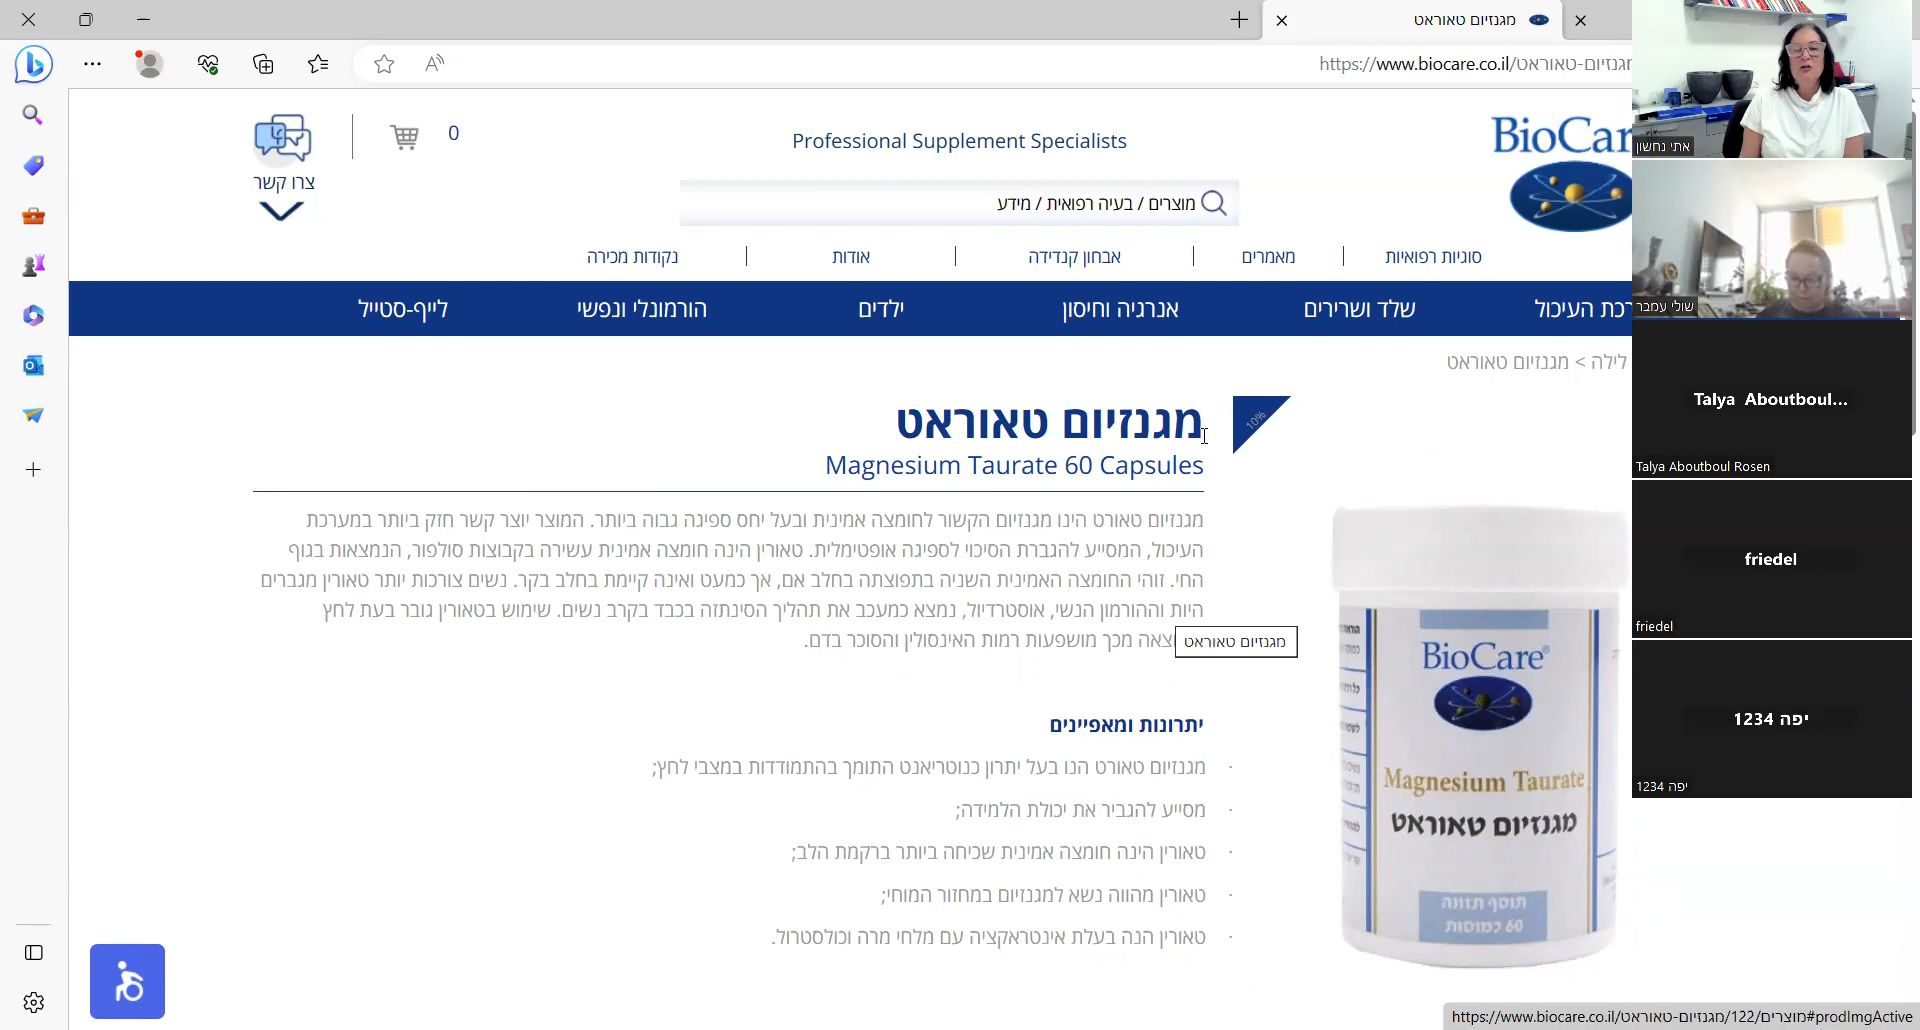 מגנזיום טאוראט
https://www.biocare.co.il/מגנזיום-טאוראט
צרו קשר
0
Professional Supplement Specialists
מוצרים / בעיה רפואית / מידע
BioCar
סוגיות רפואיות
מאמרים
אבחון קנדידה
אודות
נקודות מכירה
רכת העיכול
שלד ושרירים
אנרגיה וחיסון
ילדים
הורמונלי ונפשי
לייף-סטייל
לילה > מגנזיום טאוראט
10%
מגנזיום טאוראט
Magnesium Taurate 60 Capsules
מגנזיום טאורט הינו מגנזיום הקשור לחומצה אמינית ובעל יחס ספיגה גבוה ביותר. המוצר יוצר קשר חזק ביותר במערכת
העיכול, המסייע להגברת הסיכוי לספיגה אופטימלית. טאורין הינה חומצה אמינית עשירה בקבוצות סולפור, הנמצאות בגוף
החי. זוהי החומצה האמינית השניה בתפוצתה בחלב אם, אך כמעט ואינה קיימת בחלב בקר. נשים צורכות יותר טאורין מגברים
היות וההורמון הנשי, אוסטרדיול, נמצא כמעכב את תהליך הסינתזה בכבד בקרב נשים. שימוש בטאורין גובר בעת לחץ
צאה מכך מושפעות רמות האינסולין והסוכר בדם.
מגנזיום טאוראט
יתרונות ומאפיינים
· מגנזיום טאורט הנו בעל יתרון כנוטריאנט התומך בהתמודדות במצבי לחץ;
· מסייע להגביר את יכולת הלמידה;
· טאורין הינה חומצה אמינית שכיחה ביותר ברקמת הלב;
· טאורין מהווה נשא למגנזיום במחזור המוחי;
· טאורין הנה בעלת אינטראקציה עם מלחי מרה וכולסטרול.
BioCare®
Magnesium Taurate
מגנזיום טאוראט
תוסף תזונה
60 כמוסות
אתי נחשון
שולי עמבר
Talya Aboutboul...
Talya Aboutboul Rosen
friedel
friedel
יפה 1234
יפה 1234
https://www.biocare.co.il/מוצרים/122/מגנזיום-טאוראט#prodImgActive